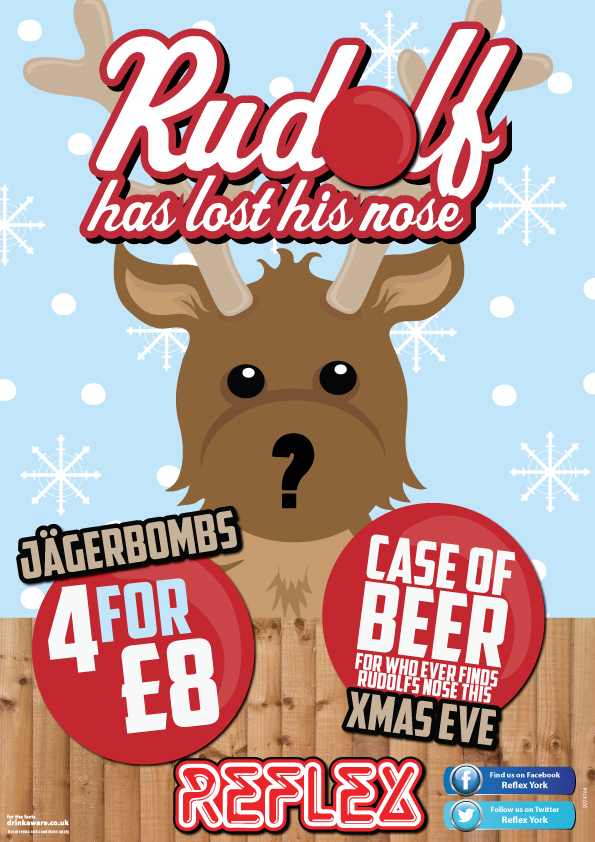 Rudolf
has lost his nose
?
JÄGERBOMBS
4 FOR
£8
CASE OF
BEER
FOR WHO EVER FINDS
RUDOLFS NOSE THIS
XMAS EVE
REFLEX
Find us on Facebook
Reflex York
Follow us on Twitter
Reflex York
for the facts
drinkaware.co.uk